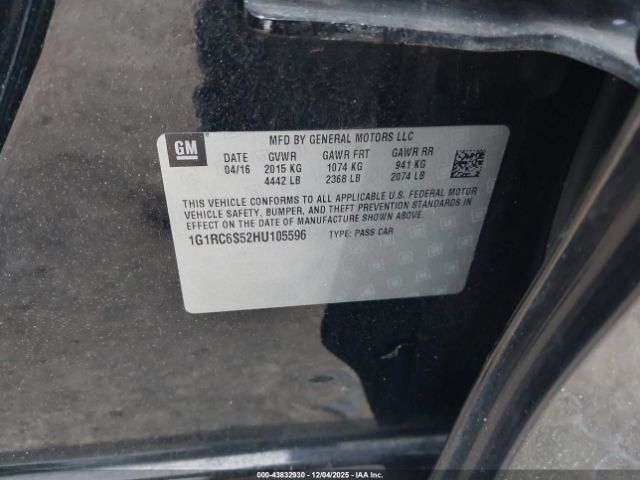 GM
MFD BY GENERAL MOTORS LLC
DATE GVWR GAWR FRT GAWR RR
04/16 2015 KG 1074 KG 941 KG
4442 LB 2368 LB 2074 LB
THIS VEHICLE CONFORMS TO ALL APPLICABLE U.S. FEDERAL MOTOR
VEHICLE SAFETY, BUMPER, AND THEFT PREVENTION STANDARDS IN
EFFECT ON THE DATE OF MANUFACTURE SHOWN ABOVE.
1G1RC6S52HU105596 TYPE: PASS CAR
000-43832930 - 12/04/2025 - IAA Corp.